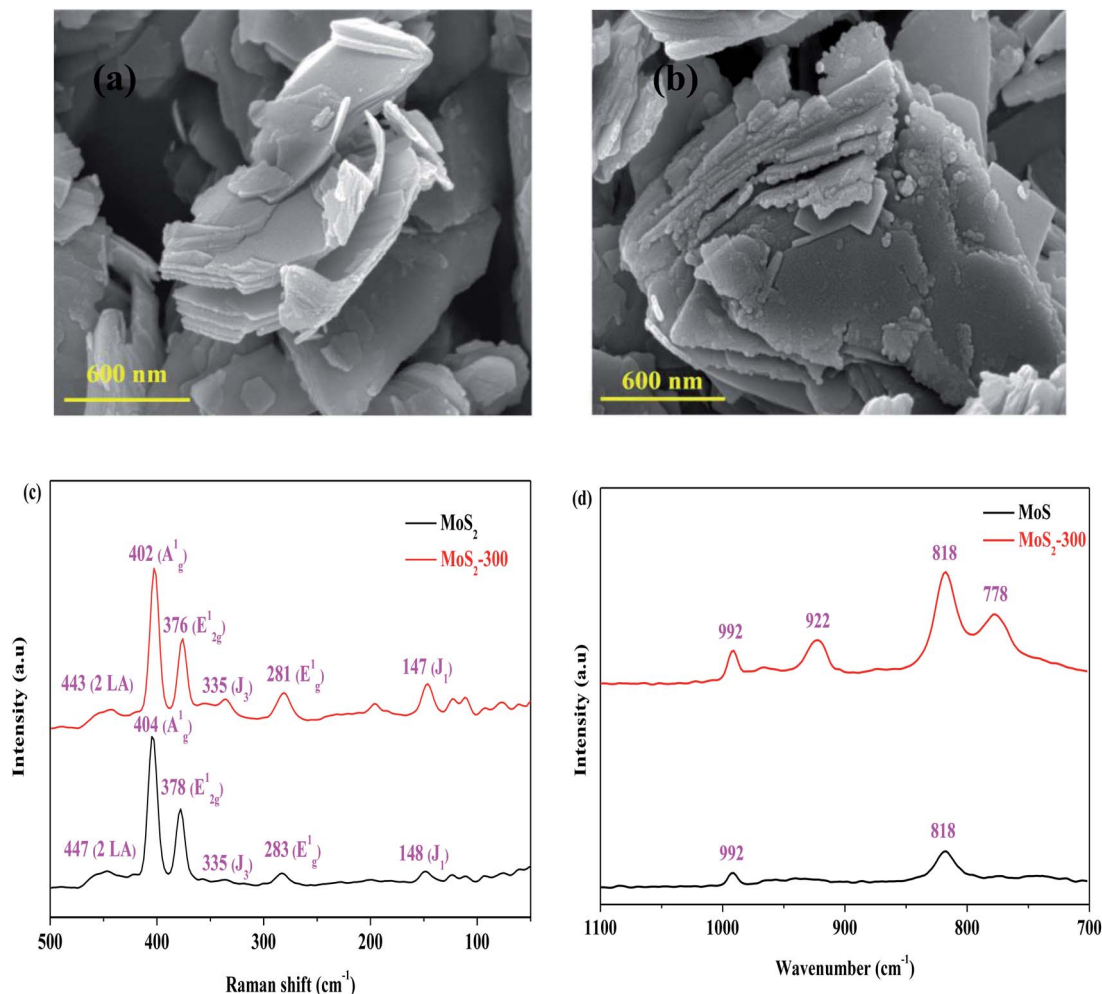 (a)
(b)
600 nm
600 nm
(c)
MoS₂
MoS₂-300
402 (A¹g)
376 (E¹2g)
443 (2 LA)
335 (J₃)
281 (E¹g)
147 (J₁)
404 (A¹g)
378 (E¹2g)
447 (2 LA)
335 (J₃)
283 (E¹g)
148 (J₁)
Intensity (a.u)
500 400 300 200 100
Raman shift (cm⁻¹)
(d)
MoS
MoS₂-300
818
778
922
992
818
992
Intensity (a.u)
1100 1000 900 800 700
Wavenumber (cm⁻¹)